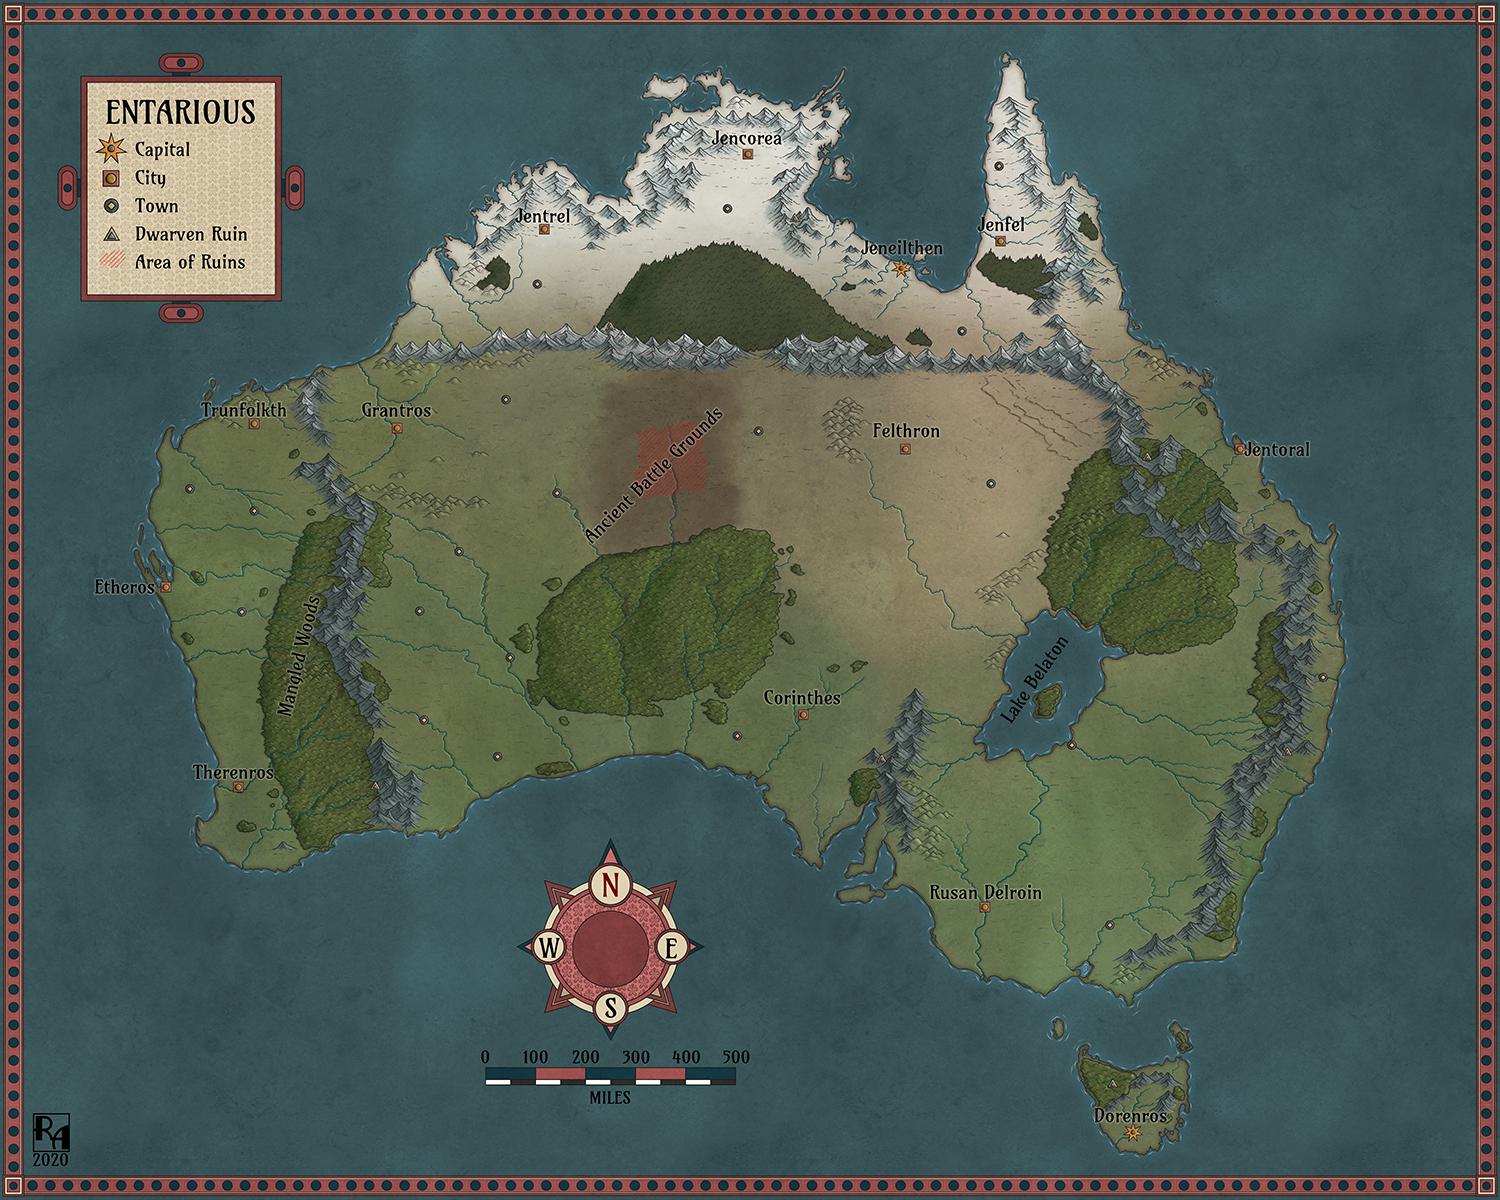 ENTARIOUS
Capital
City
Town
Dwarven Ruin
Area of Ruins
Jencorea
Jentrel
Jenfel
Jeneilthen
Trunfolkth
Grantros
Felthron
Jentoral
Ancient Battle Grounds
Etheros
Mangled Woods
Lake Belaton
Corinthes
Therenros
Rusan Delroin
N
W
E
S
0 100 200 300 400 500
MILES
Dorenros
RA
2020